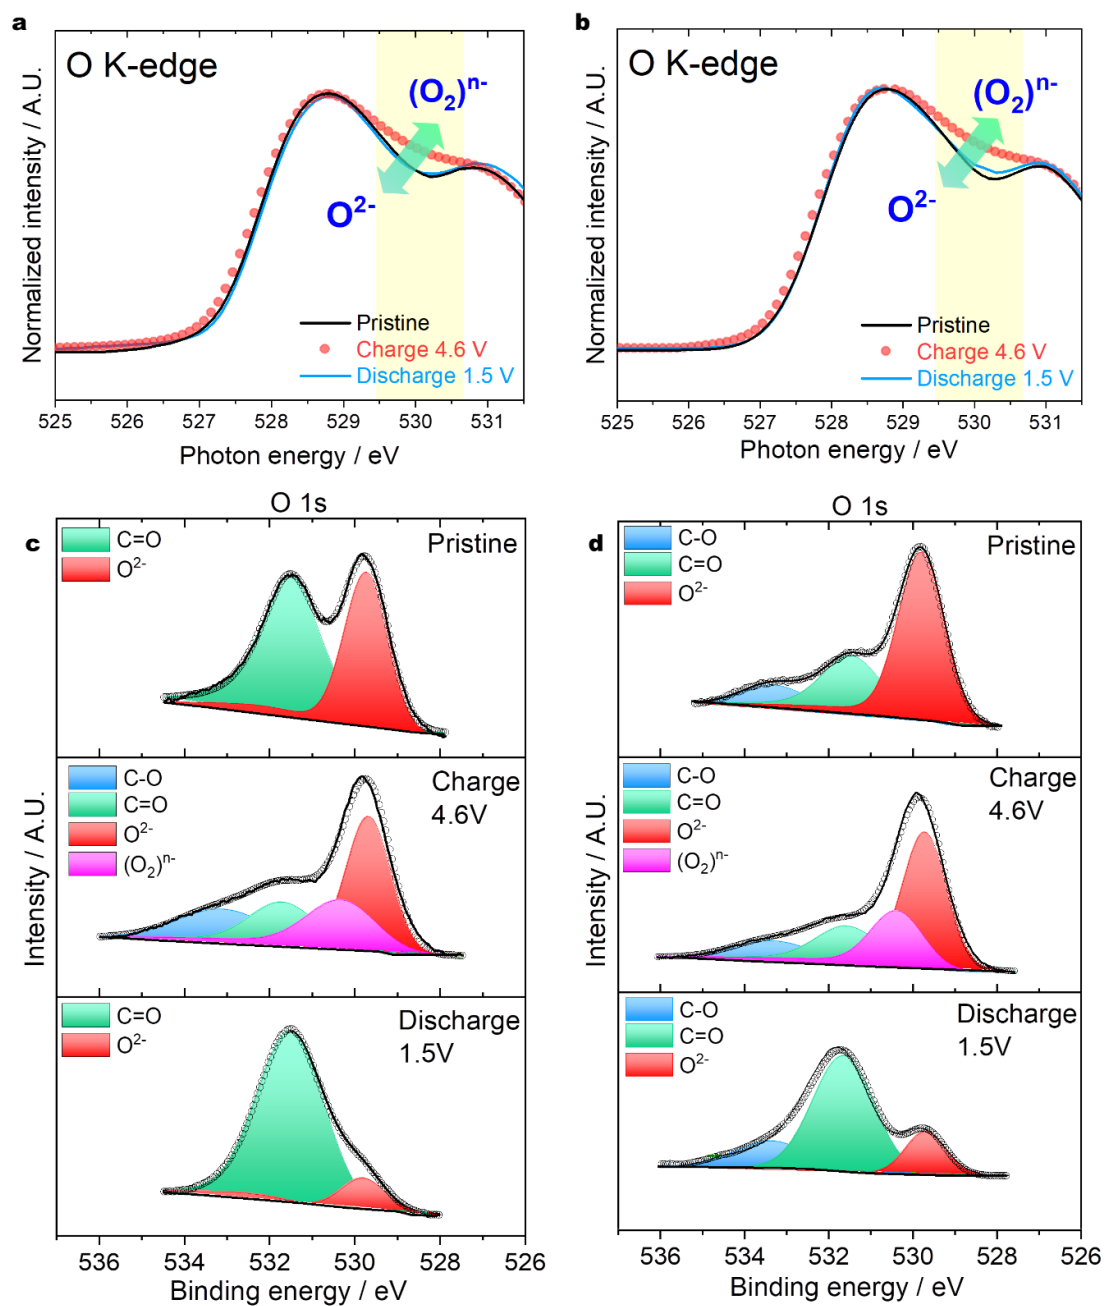 a
O K-edge
(O₂)ⁿ⁻
O²⁻
Pristine
Charge 4.6 V
Discharge 1.5 V
Normalized intensity / A.U.
525 526 527 528 529 530 531
Photon energy / eV
b
O K-edge
(O₂)ⁿ⁻
O²⁻
Pristine
Charge 4.6 V
Discharge 1.5 V
Normalized intensity / A.U.
525 526 527 528 529 530 531
Photon energy / eV
O 1s
c
C=O
O²⁻
Pristine
C-O
C=O
O²⁻
(O₂)ⁿ⁻
Charge
4.6V
C=O
O²⁻
Discharge
1.5V
Intensity / A.U.
536 534 532 530 528 526
Binding energy / eV
O 1s
d
C-O
C=O
O²⁻
Pristine
C-O
C=O
O²⁻
(O₂)ⁿ⁻
Charge
4.6V
C-O
C=O
O²⁻
Discharge
1.5V
Intensity / A.U.
536 534 532 530 528 526
Binding energy / eV